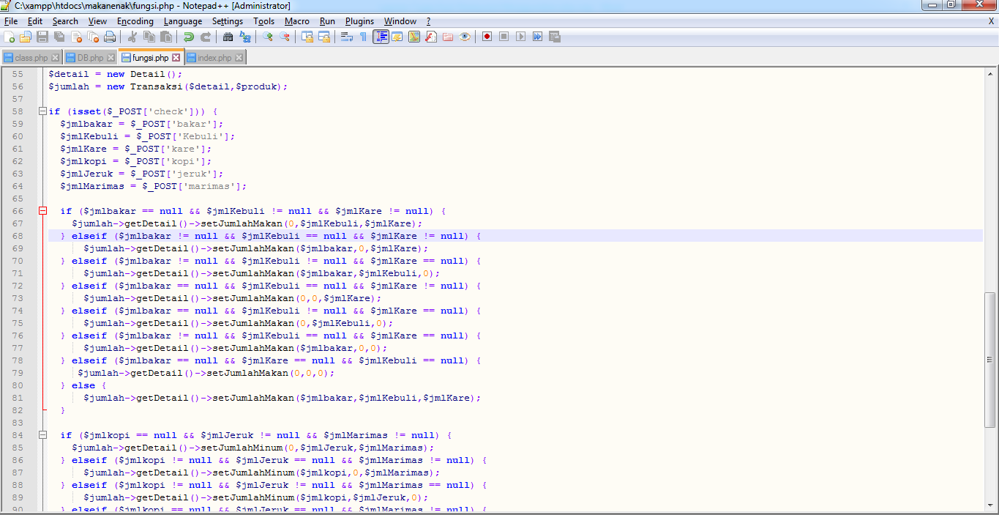 C:\xampp\htdocs\makanenak\fungsi.php - Notepad++ [Administrator]
File Edit Search View Encoding Language Settings Tools Macro Run Plugins Window ? X
class.php DB.php fungsi.php index.php
55 $detail = new Detail();
56 $jumlah = new Transaksi($detail,$produk);
57
58 if (isset($_POST['check'])) {
59 $jmlbakar = $_POST['bakar'];
60 $jmlKebuli = $_POST['Kebuli'];
61 $jmlKare = $_POST['kare'];
62 $jmlkopi = $_POST['kopi'];
63 $jmlJeruk = $_POST['jeruk'];
64 $jmlMarimas = $_POST['marimas'];
65
66 if ($jmlbakar == null && $jmlKebuli != null && $jmlKare != null) {
67 $jumlah->getDetail()->setJumlahMakan(0,$jmlKebuli,$jmlKare);
68 } elseif ($jmlbakar != null && $jmlKebuli == null && $jmlKare != null) {
69 $jumlah->getDetail()->setJumlahMakan($jmlbakar,0,$jmlKare);
70 } elseif ($jmlbakar != null && $jmlKebuli != null && $jmlKare == null) {
71 $jumlah->getDetail()->setJumlahMakan($jmlbakar,$jmlKebuli,0);
72 } elseif ($jmlbakar == null && $jmlKebuli == null && $jmlKare != null) {
73 $jumlah->getDetail()->setJumlahMakan(0,0,$jmlKare);
74 } elseif ($jmlbakar == null && $jmlKebuli != null && $jmlKare == null) {
75 $jumlah->getDetail()->setJumlahMakan(0,$jmlKebuli,0);
76 } elseif ($jmlbakar != null && $jmlKebuli == null && $jmlKare == null) {
77 $jumlah->getDetail()->setJumlahMakan($jmlbakar,0,0);
78 } elseif ($jmlbakar == null && $jmlKare == null && $jmlKebuli == null) {
79 $jumlah->getDetail()->setJumlahMakan(0,0,0);
80 } else {
81 $jumlah->getDetail()->setJumlahMakan($jmlbakar,$jmlKebuli,$jmlKare);
82 }
83
84 if ($jmlkopi == null && $jmlJeruk != null && $jmlMarimas != null) {
85 $jumlah->getDetail()->setJumlahMinum(0,$jmlJeruk,$jmlMarimas);
86 } elseif ($jmlkopi != null && $jmlJeruk == null && $jmlMarimas != null) {
87 $jumlah->getDetail()->setJumlahMinum($jmlkopi,0,$jmlMarimas);
88 } elseif ($jmlkopi != null && $jmlJeruk != null && $jmlMarimas == null) {
89 $jumlah->getDetail()->setJumlahMinum($jmlkopi,$jmlJeruk,0);
90 } elseif ($jmlkopi == null && $jmlJeruk == null && $jmlMarimas != null) {